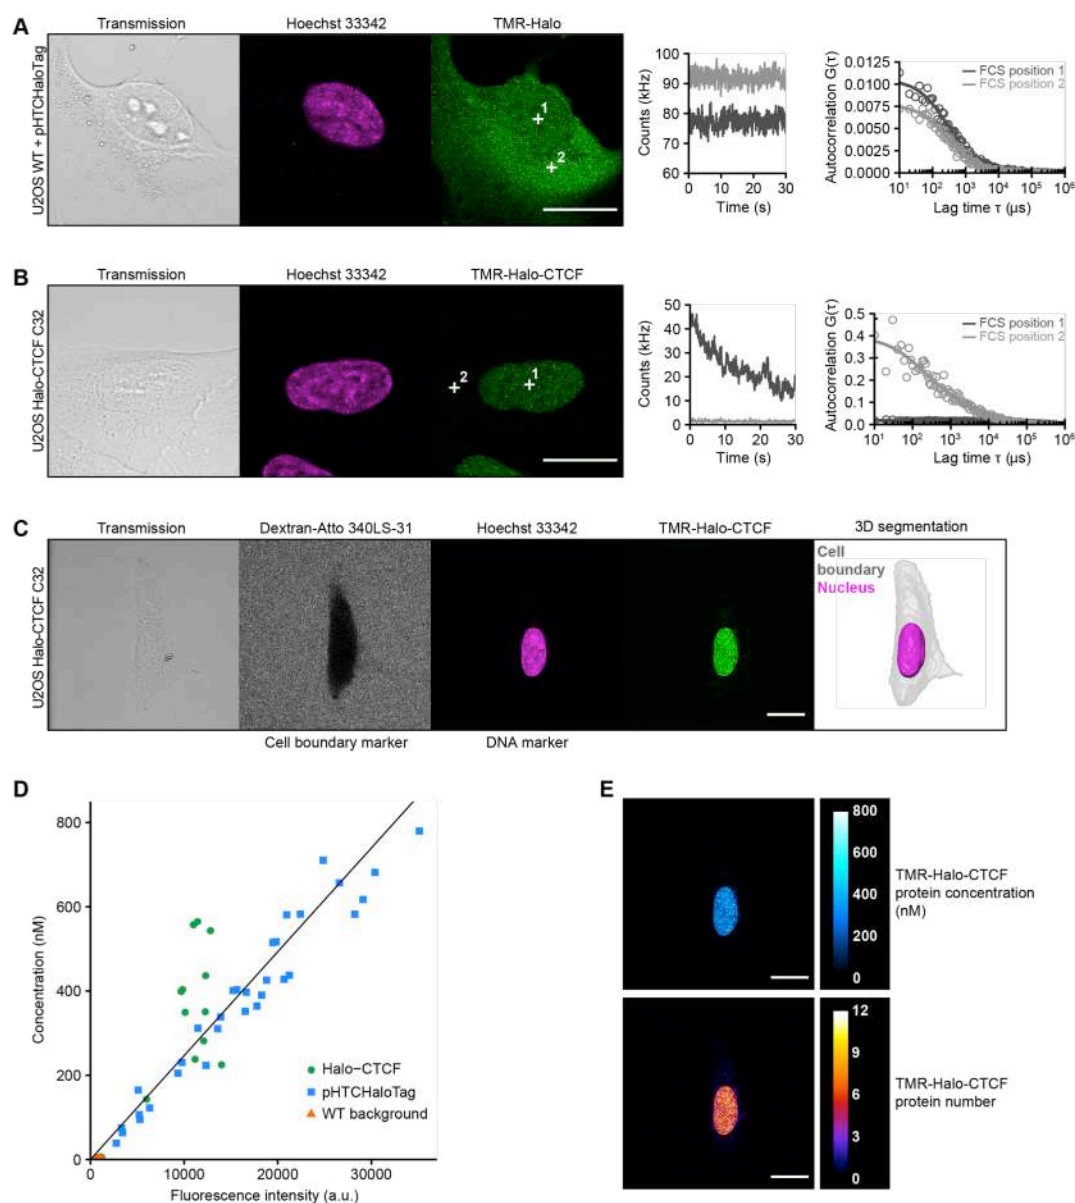 A
Transmission
Hoechst 33342
TMR-Halo
U2OS WT + pHTCHaloTag
1
2
Counts (kHz)
100
90
80
70
60
0
10
20
30
Time (s)
Autocorrelation G(τ)
0.0125
0.0100
0.0075
0.0050
0.0025
0.0000
FCS position 1
FCS position 2
10¹ 10² 10³ 10⁴ 10⁵ 10⁶
Lag time τ (μs)
B
Transmission
Hoechst 33342
TMR-Halo-CTCF
U2OS Halo-CTCF C32
2
1
Counts (kHz)
50
40
30
20
10
0
0 10 20 30
Time (s)
Autocorrelation G(τ)
0.5
0.4
0.3
0.2
0.1
0.0
FCS position 1
FCS position 2
10¹ 10² 10³ 10⁴ 10⁵ 10⁶
Lag time τ (μs)
C
Transmission
Dextran-Atto 340LS-31
Hoechst 33342
TMR-Halo-CTCF
3D segmentation
U2OS Halo-CTCF C32
Cell
boundary
Nucleus
Cell boundary marker
DNA marker
D
Concentration (nM)
800
600
400
200
0
Halo−CTCF
pHTCHaloTag
WT background
0 10000 20000 30000
Fluorescence intensity (a.u.)
E
800
600
400
200
0
TMR-Halo-CTCF
protein concentration
(nM)
12
9
6
3
0
TMR-Halo-CTCF
protein number